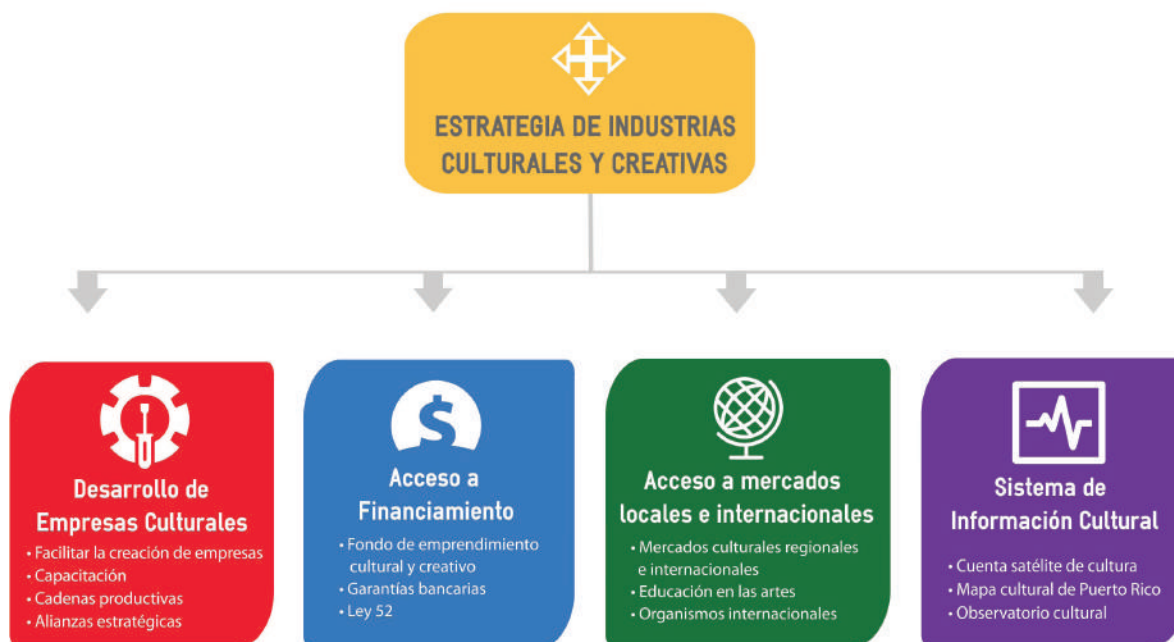 ESTRATEGIA DE INDUSTRIAS
CULTURALES Y CREATIVAS
Desarrollo de
Empresas Culturales
• Facilitar la creación de empresas
• Capacitación
• Cadenas productivas
• Alianzas estratégicas
$
Acceso a
Financiamiento
• Fondo de emprendimiento
cultural y creativo
• Garantías bancarias
• Ley 52
Acceso a mercados
locales e internacionales
• Mercados culturales regionales
e internacionales
• Educación en las artes
• Organismos internacionales
Sistema de
Información Cultural
• Cuenta satélite de cultura
• Mapa cultural de Puerto Rico
• Observatorio cultural